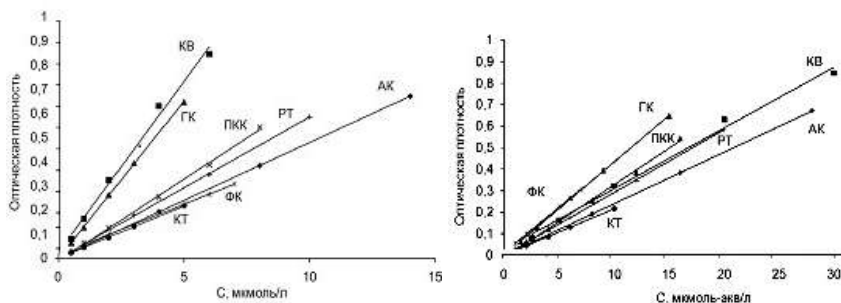 Оптическая плотность
1
0,9
0,8
0,7
0,6
0,5
0,4
0,3
0,2
0,1
0
КВ
ГК
ПКК
РТ
АК
ФК
КТ
0 5 10 15
С, мкмоль/л
Оптическая плотность
1
0,9
0,8
0,7
0,6
0,5
0,4
0,3
0,2
0,1
0
КВ
ГК
ПКК
РТ
АК
ФК
КТ
0 5 10 15 20 25 30
С, мкмоль-экв/л